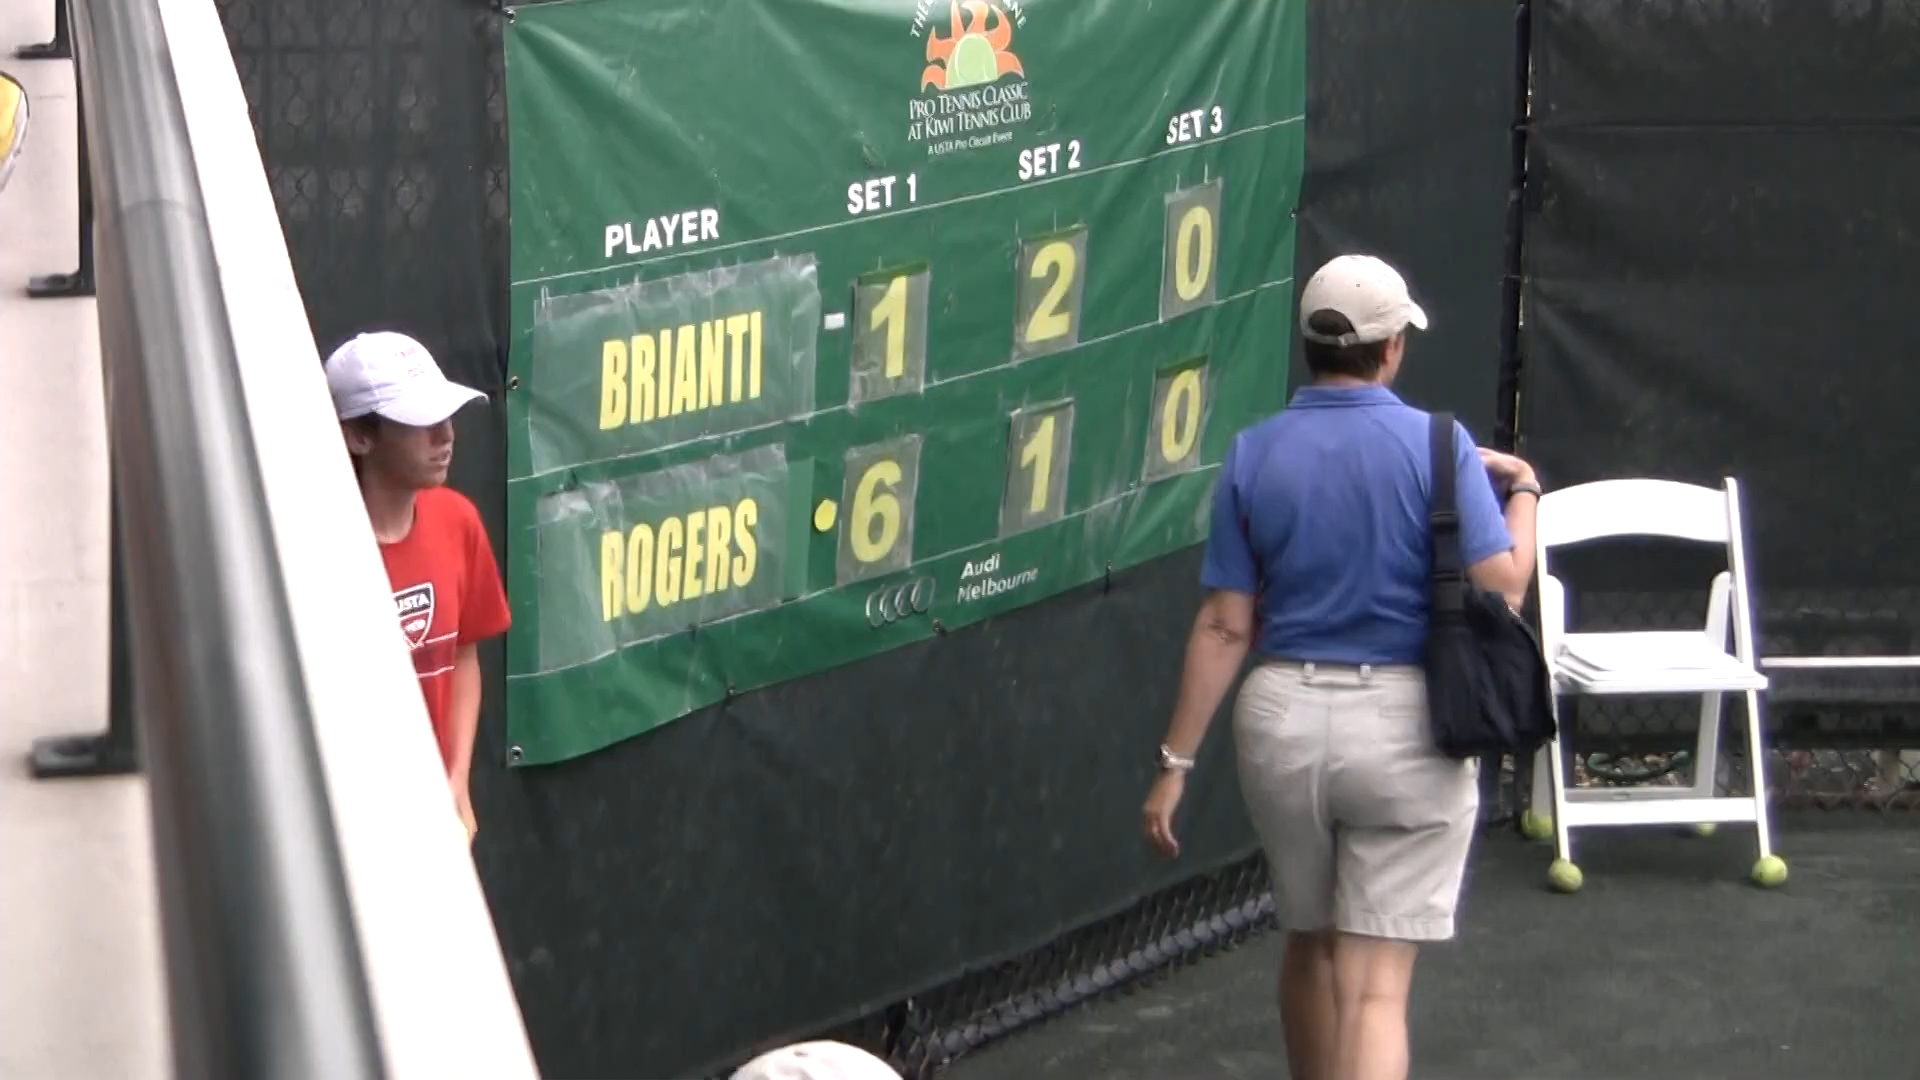 PRO TENNIS CLASSIC
AT KIWI TENNIS CLUB
A USTA Pro Circuit Event
PLAYER SET 1 SET 2 SET 3
BRIANTI 1 2 0
ROGERS 6 1 0
Audi
Melbourne
USTA